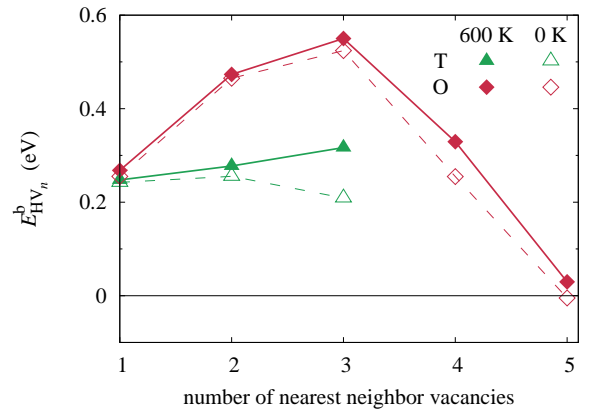 0.6
0.4
0.2
0
E^b_HV_n (eV)
600 K 0 K
T
O
1 2 3 4 5
number of nearest neighbor vacancies